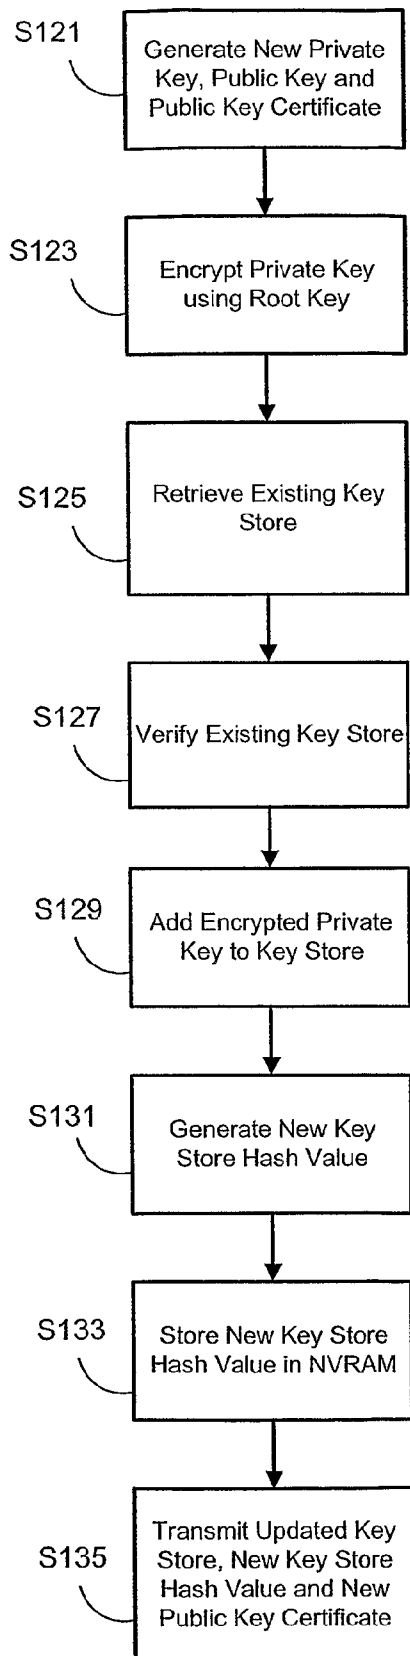 S121
Generate New Private
Key, Public Key and
Public Key Certificate
S123
Encrypt Private Key
using Root Key
S125
Retrieve Existing Key
Store
S127
Verify Existing Key Store
S129
Add Encrypted Private
Key to Key Store
S131
Generate New Key
Store Hash Value
S133
Store New Key Store
Hash Value in NVRAM
S135
Transmit Updated Key
Store, New Key Store
Hash Value and New
Public Key Certificate